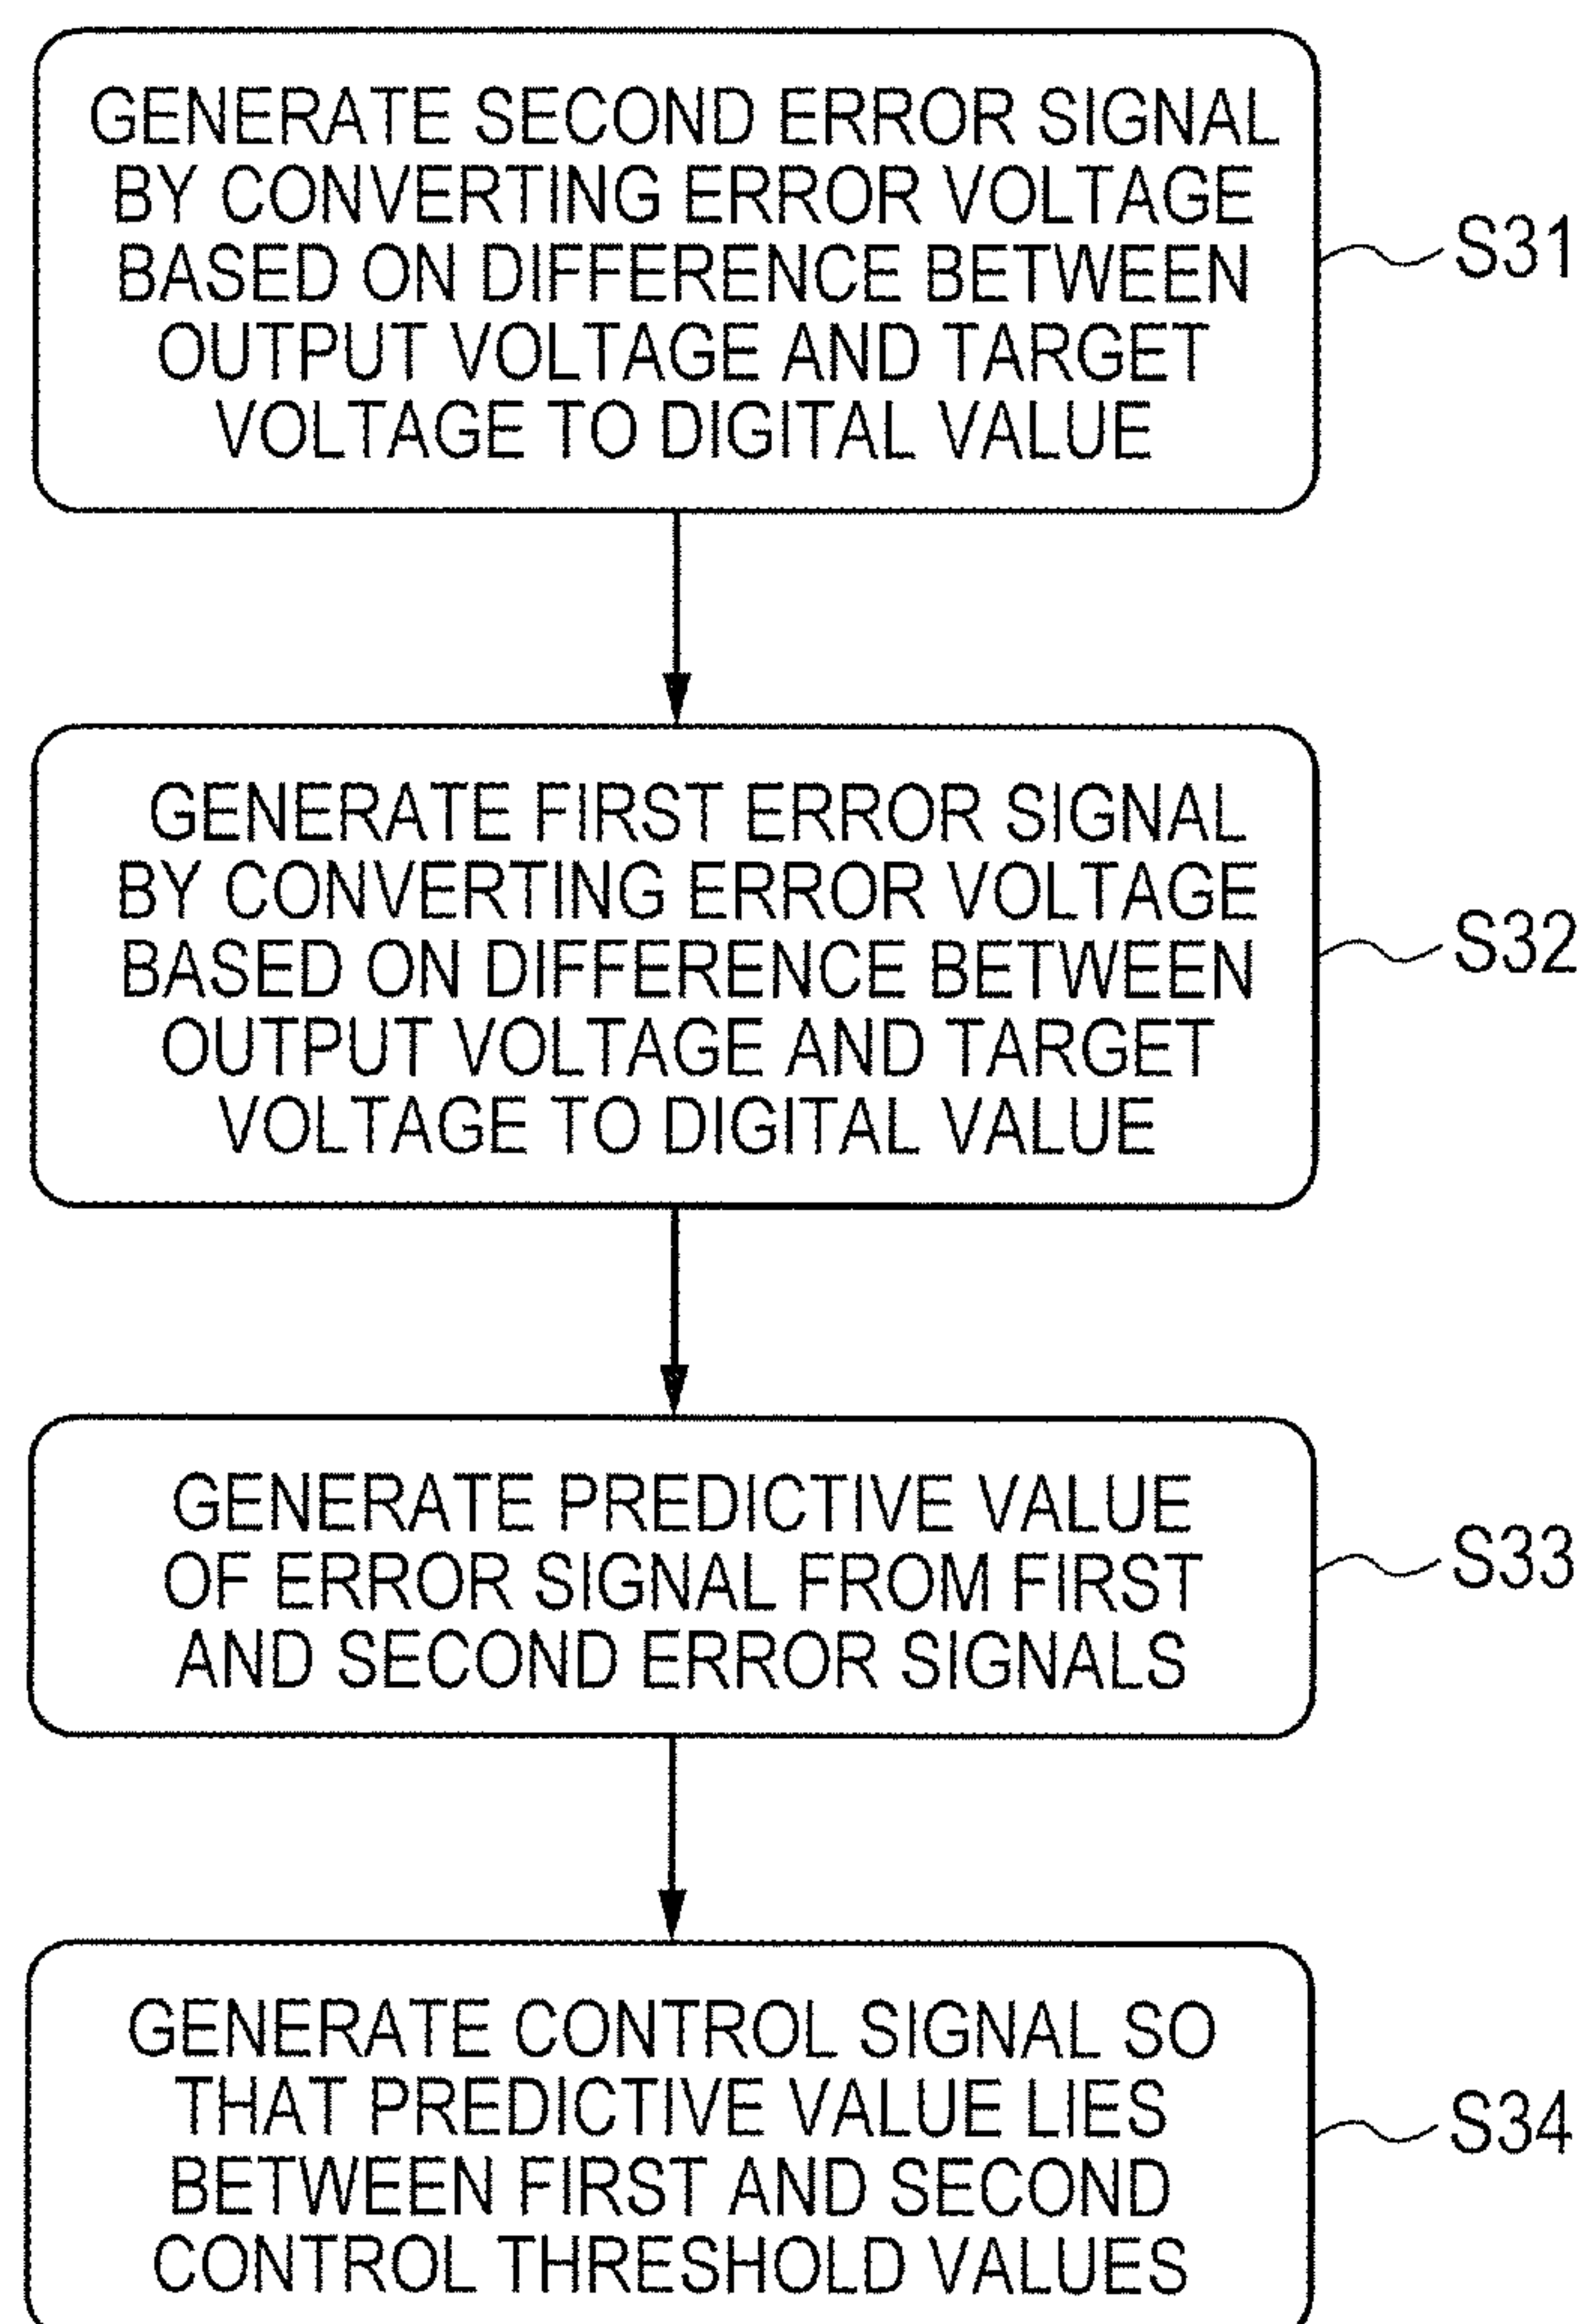 GENERATE SECOND ERROR SIGNAL
BY CONVERTING ERROR VOLTAGE
BASED ON DIFFERENCE BETWEEN
OUTPUT VOLTAGE AND TARGET
VOLTAGE TO DIGITAL VALUE
S31
GENERATE FIRST ERROR SIGNAL
BY CONVERTING ERROR VOLTAGE
BASED ON DIFFERENCE BETWEEN
OUTPUT VOLTAGE AND TARGET
VOLTAGE TO DIGITAL VALUE
S32
GENERATE PREDICTIVE VALUE
OF ERROR SIGNAL FROM FIRST
AND SECOND ERROR SIGNALS
S33
GENERATE CONTROL SIGNAL SO
THAT PREDICTIVE VALUE LIES
BETWEEN FIRST AND SECOND
CONTROL THRESHOLD VALUES
S34